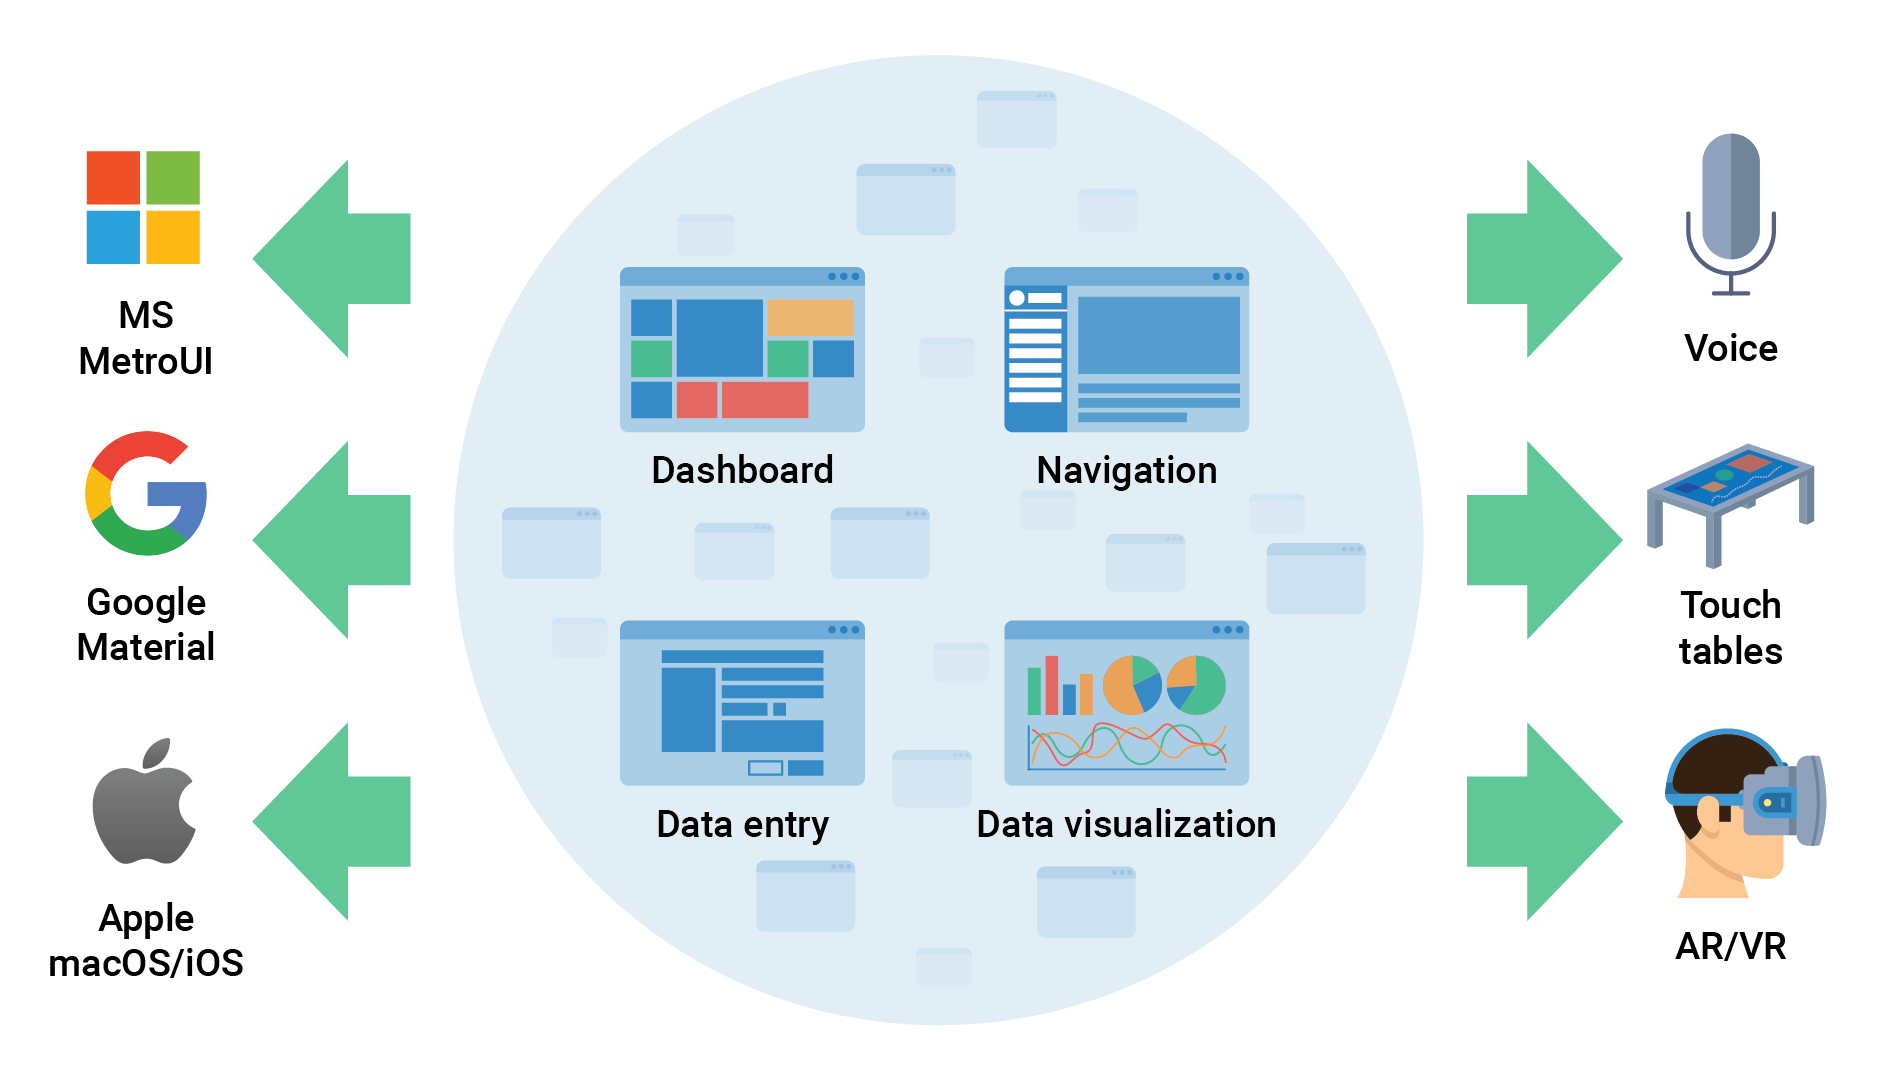 MS
MetroUI
Google
Material
Apple
macOS/iOS
Dashboard
Navigation
Data entry
Data visualization
Voice
Touch
tables
AR/VR